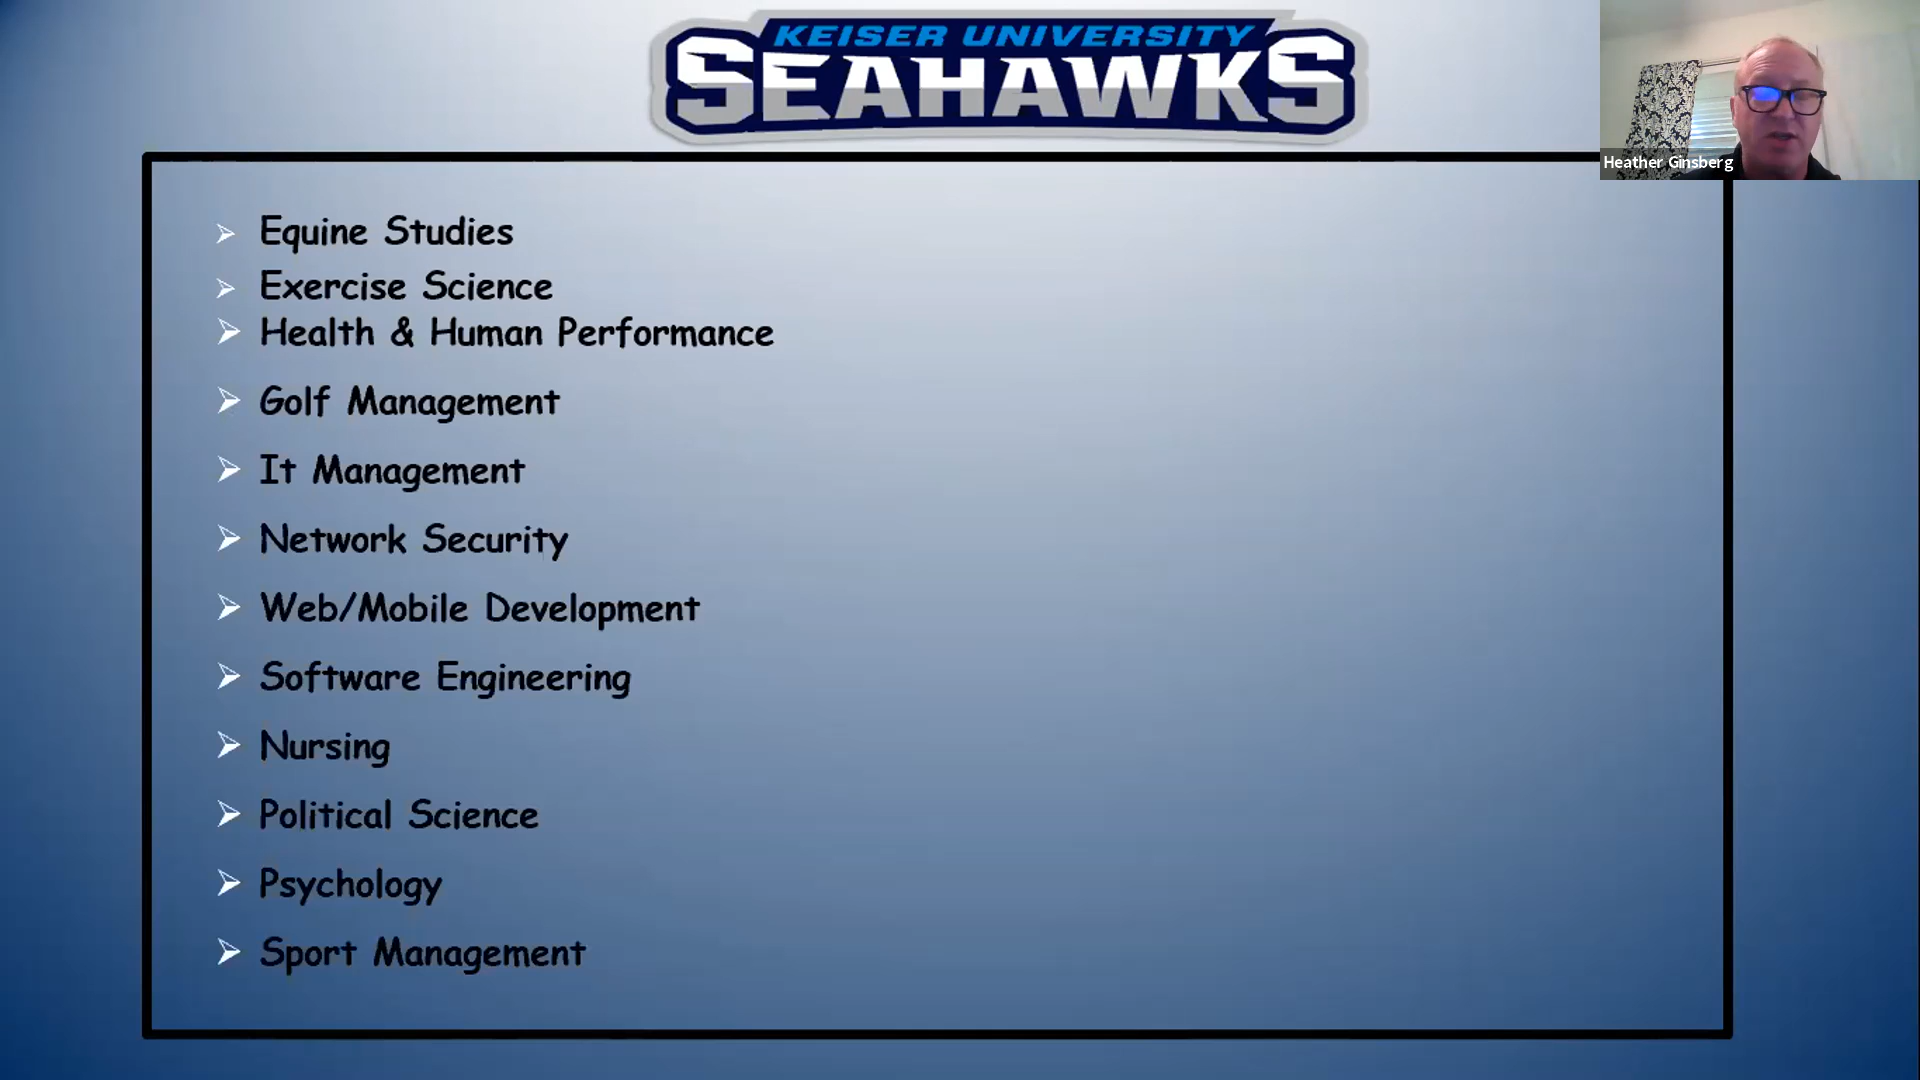 KEISER UNIVERSITY
SEAHAWKS
Heather Ginsberg
Equine Studies
Exercise Science
Health & Human Performance
Golf Management
It Management
Network Security
Web/Mobile Development
Software Engineering
Nursing
Political Science
Psychology
Sport Management